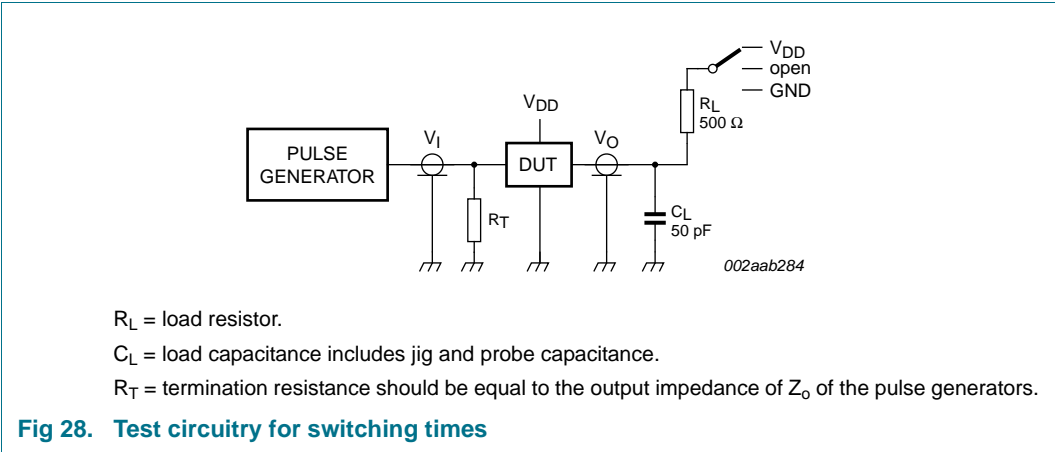 V_DD
open
GND
R_L
500 Ω
V_DD
V_I
V_O
PULSE
GENERATOR
DUT
R_T
C_L
50 pF
002aab284
R_L = load resistor.
C_L = load capacitance includes jig and probe capacitance.
R_T = termination resistance should be equal to the output impedance of Z_o of the pulse generators.
Fig 28. Test circuitry for switching times